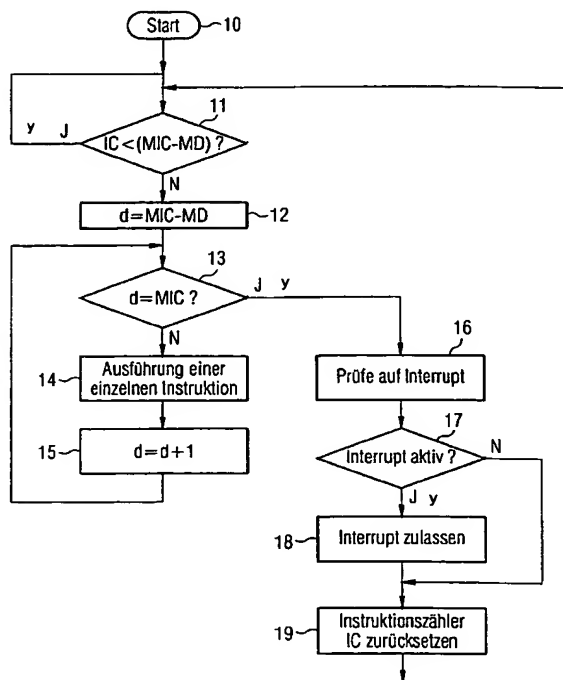 Start
10
11
y J
IC<(MIC-MD) ?
N
d=MIC-MD
12
13
d=MIC ?
J y
N
14
Ausführung einer
einzelnen Instruktion
15
d=d+1
16
Prüfe auf Interrupt
17
Interrupt aktiv ?
N
J y
18
Interrupt zulassen
19
Instruktionszähler
IC zurücksetzen